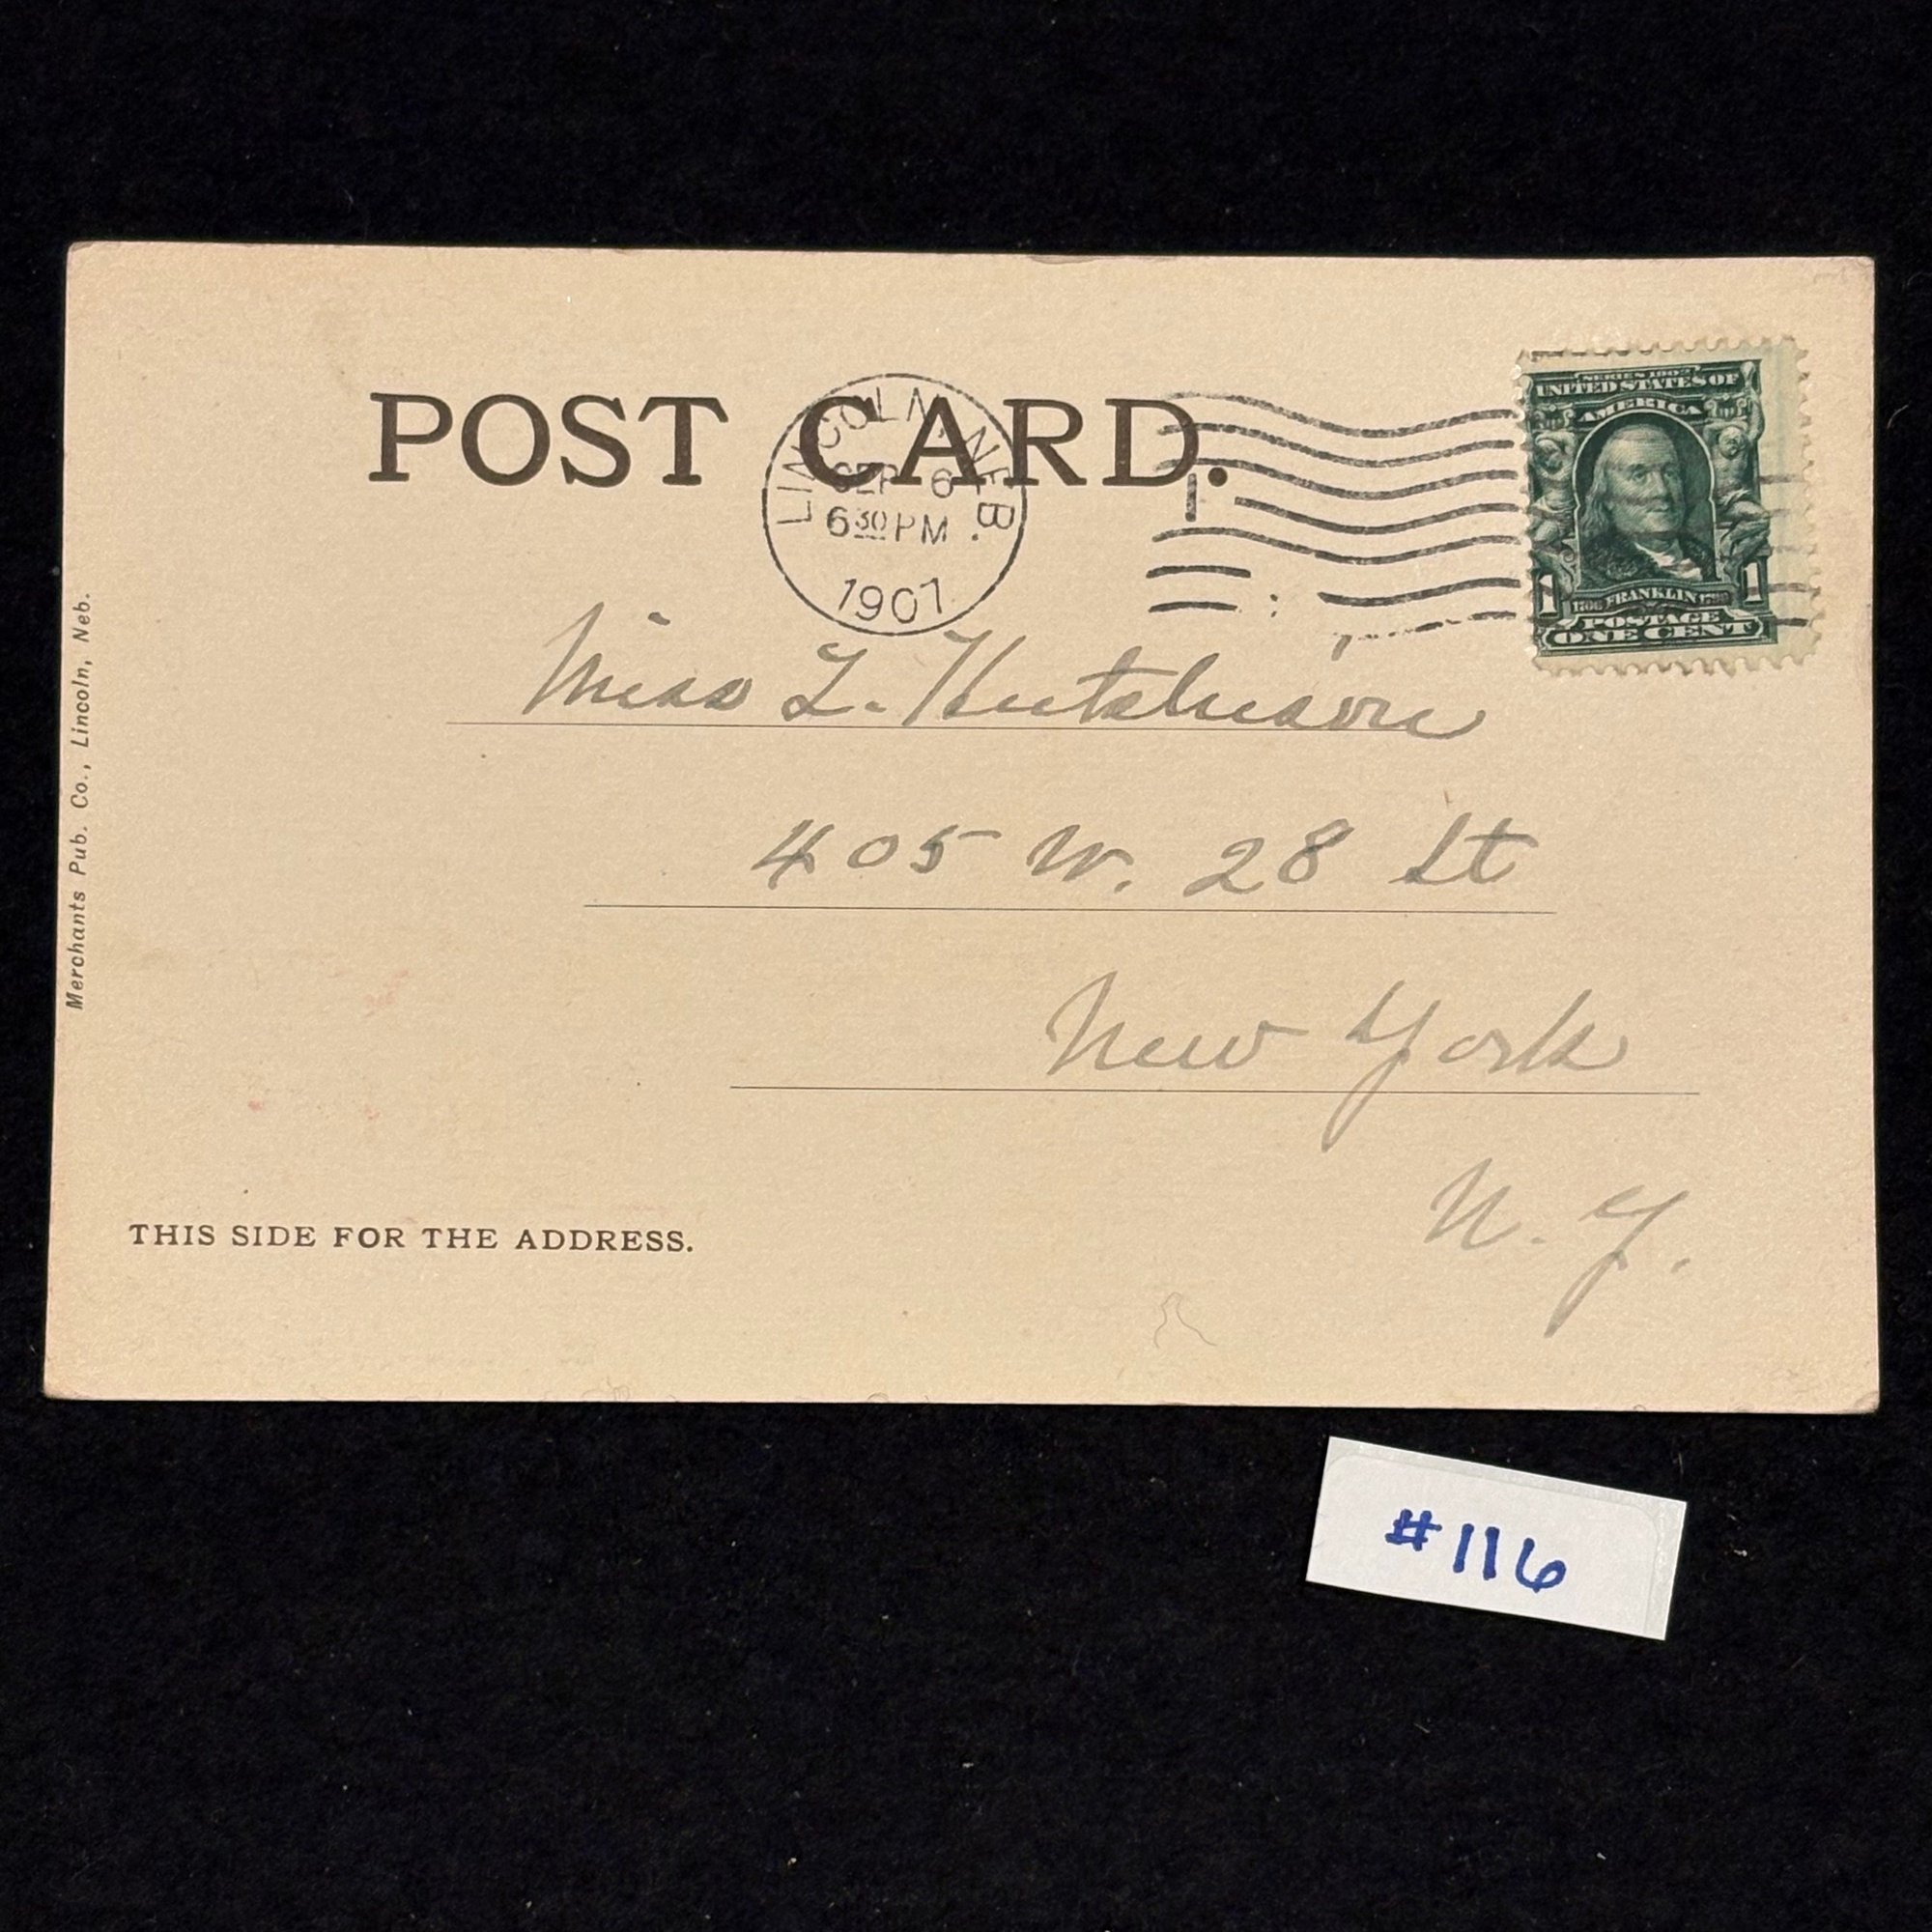 POST CARD.
LINCOLN, NEB.
SEP 6
6 30 PM
1907
SERIES 1902
UNITED STATES OF
AMERICA
1 1
1706 FRANKLIN 1790
POSTAGE
ONE CENT
Miss L. Hutchison
405 W. 28 St
New York
N. Y.
Merchants Pub. Co., Lincoln, Neb.
THIS SIDE FOR THE ADDRESS.
#116